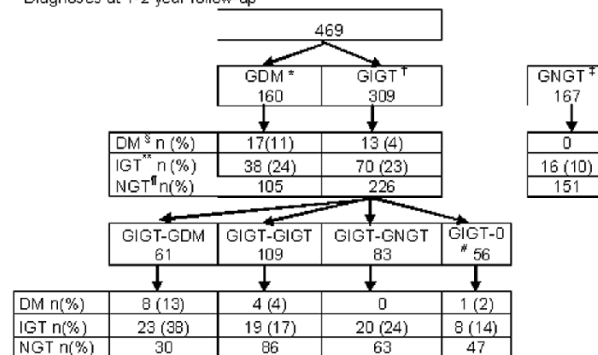 Diagnoses at 1-2 year follow-up
469
GDM * GIGT † GNGT ‡
160 309 167
DM § n (%) 17(11) 13 (4) 0
IGT ** n (%) 38 (24) 70 (23) 16 (10)
NGT ¶ n(%) 105 226 151
GIGT-GDM GIGT-GIGT GIGT-GNGT GIGT-0
61 109 83 # 56
DM n(%) 8 (13) 4 (4) 0 1 (2)
IGT n(%) 23 (38) 19 (17) 20 (24) 8 (14)
NGT n(%) 30 86 63 47